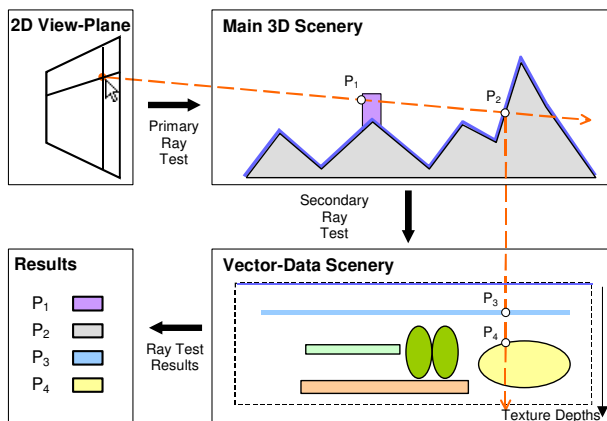 2D View-Plane
Main 3D Scenery
P1
P2
Primary
Ray
Test
Secondary
Ray
Test
Results
P1
P2
P3
P4
Ray Test
Results
Vector-Data Scenery
P3
P4
Texture Depths